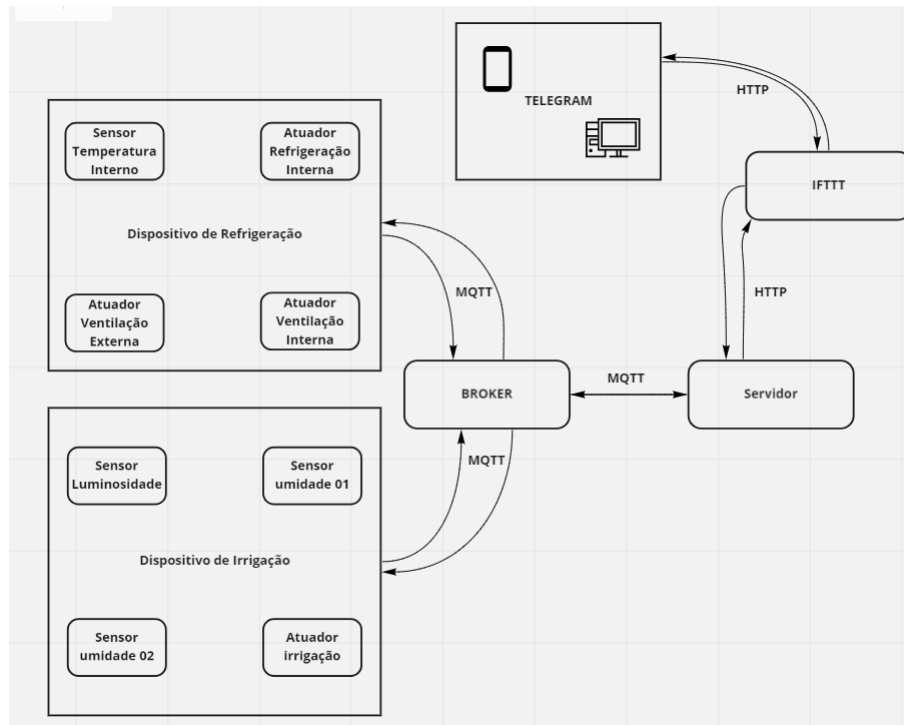 TELEGRAM
HTTP
IFTTT
HTTP
Sensor
Temperatura
Interno
Atuador
Refrigeração
Interna
Dispositivo de Refrigeração
Atuador
Ventilação
Externa
Atuador
Ventilação
Interna
MQTT
BROKER
MQTT
Servidor
MQTT
Sensor
Luminosidade
Sensor
umidade 01
Dispositivo de Irrigação
Sensor
umidade 02
Atuador
irrigação